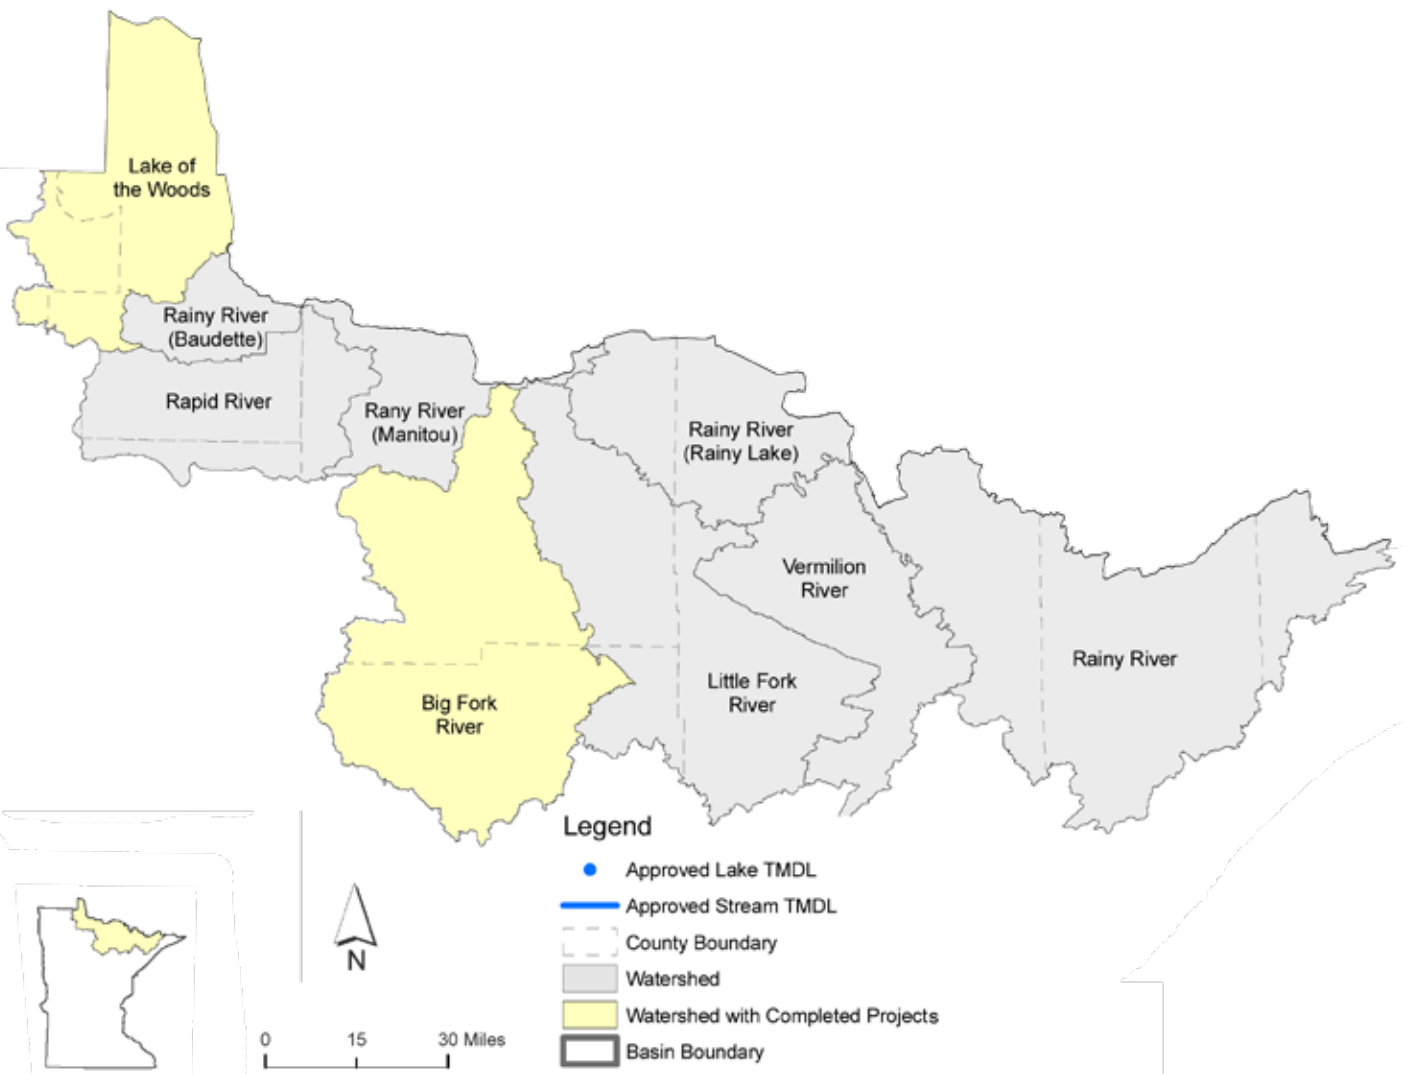 Lake of
the Woods
Rainy River
(Baudette)
Rapid River
Rany River
(Manitou)
Rainy River
(Rainy Lake)
Vermilion
River
Rainy River
Little Fork
River
Big Fork
River
Legend
Approved Lake TMDL
Approved Stream TMDL
County Boundary
Watershed
Watershed with Completed Projects
Basin Boundary
N
0 15 30 Miles